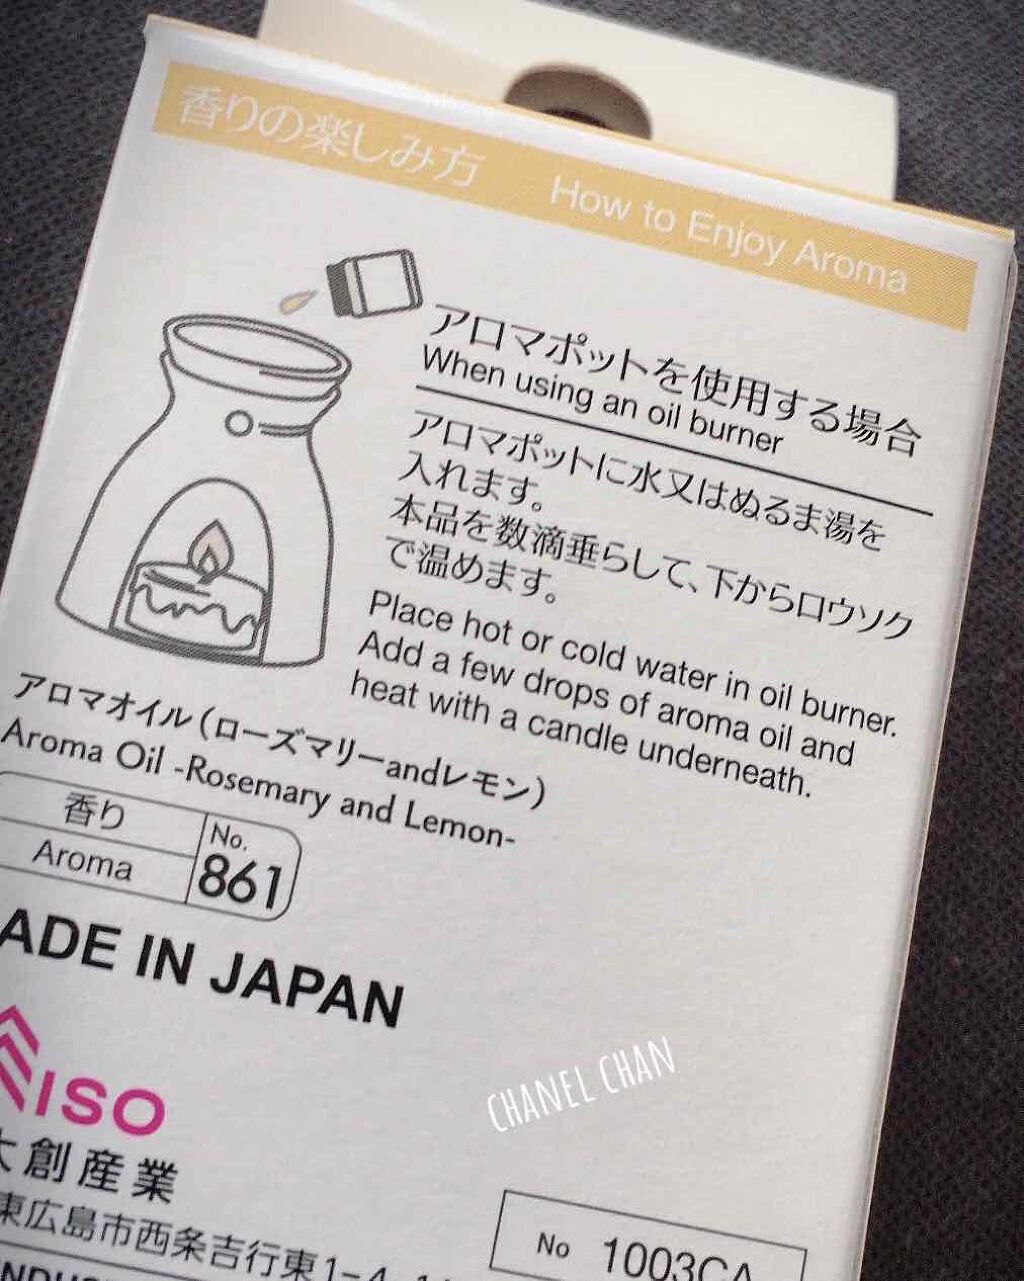 香りの楽しみ方 How to Enjoy Aroma
アロマポットを使用する場合
When using an oil burner
アロマポットに水又はぬるま湯を
入れます。
本品を数滴垂らして、下からロウソク
で温めます。
Place hot or cold water in oil burner.
Add a few drops of aroma oil and
heat with a candle underneath.
アロマオイル(ローズマリーandレモン)
Aroma Oil -Rosemary and Lemon-
香り
Aroma
No.
861
ADE IN JAPAN
CHANEL CHAN
ISO
創産業
東広島市西条吉行東1-4
No 1003CA